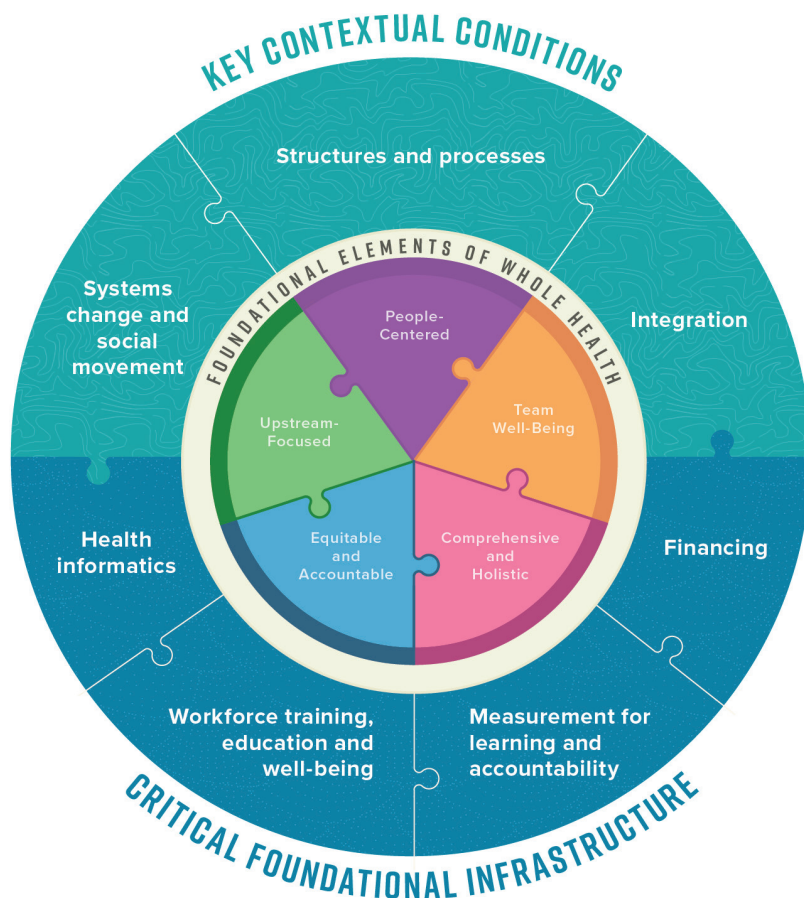 KEY CONTEXTUAL CONDITIONS
Structures and processes
Systems
change and
social
movement
Integration
FOUNDATIONAL ELEMENTS OF WHOLE HEALTH
People-
Centered
Upstream-
Focused
Team
Well-Being
Equitable
and
Accountable
Comprehensive
and
Holistic
Health
informatics
Financing
Workforce training,
education and
well-being
Measurement for
learning and
accountability
CRITICAL FOUNDATIONAL INFRASTRUCTURE